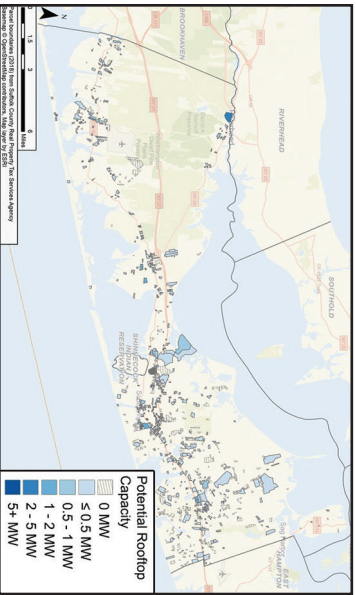 Potential Rooftop
Capacity
0 MW
≤ 0.5 MW
0.5 - 1 MW
1 - 2 MW
2 - 5 MW
5+ MW
RIVERHEAD
SOUTHOLD
BROOKHAVEN
SHINNECOCK
INDIAN
RESERVATION
EAST
HAMPTON
N
0 1.5 3 6
Miles
Parcel boundaries (2018) from Suffolk County Real Property Tax Services Agency
Basemap © OpenStreetMap contributors, Map layer by ESRI